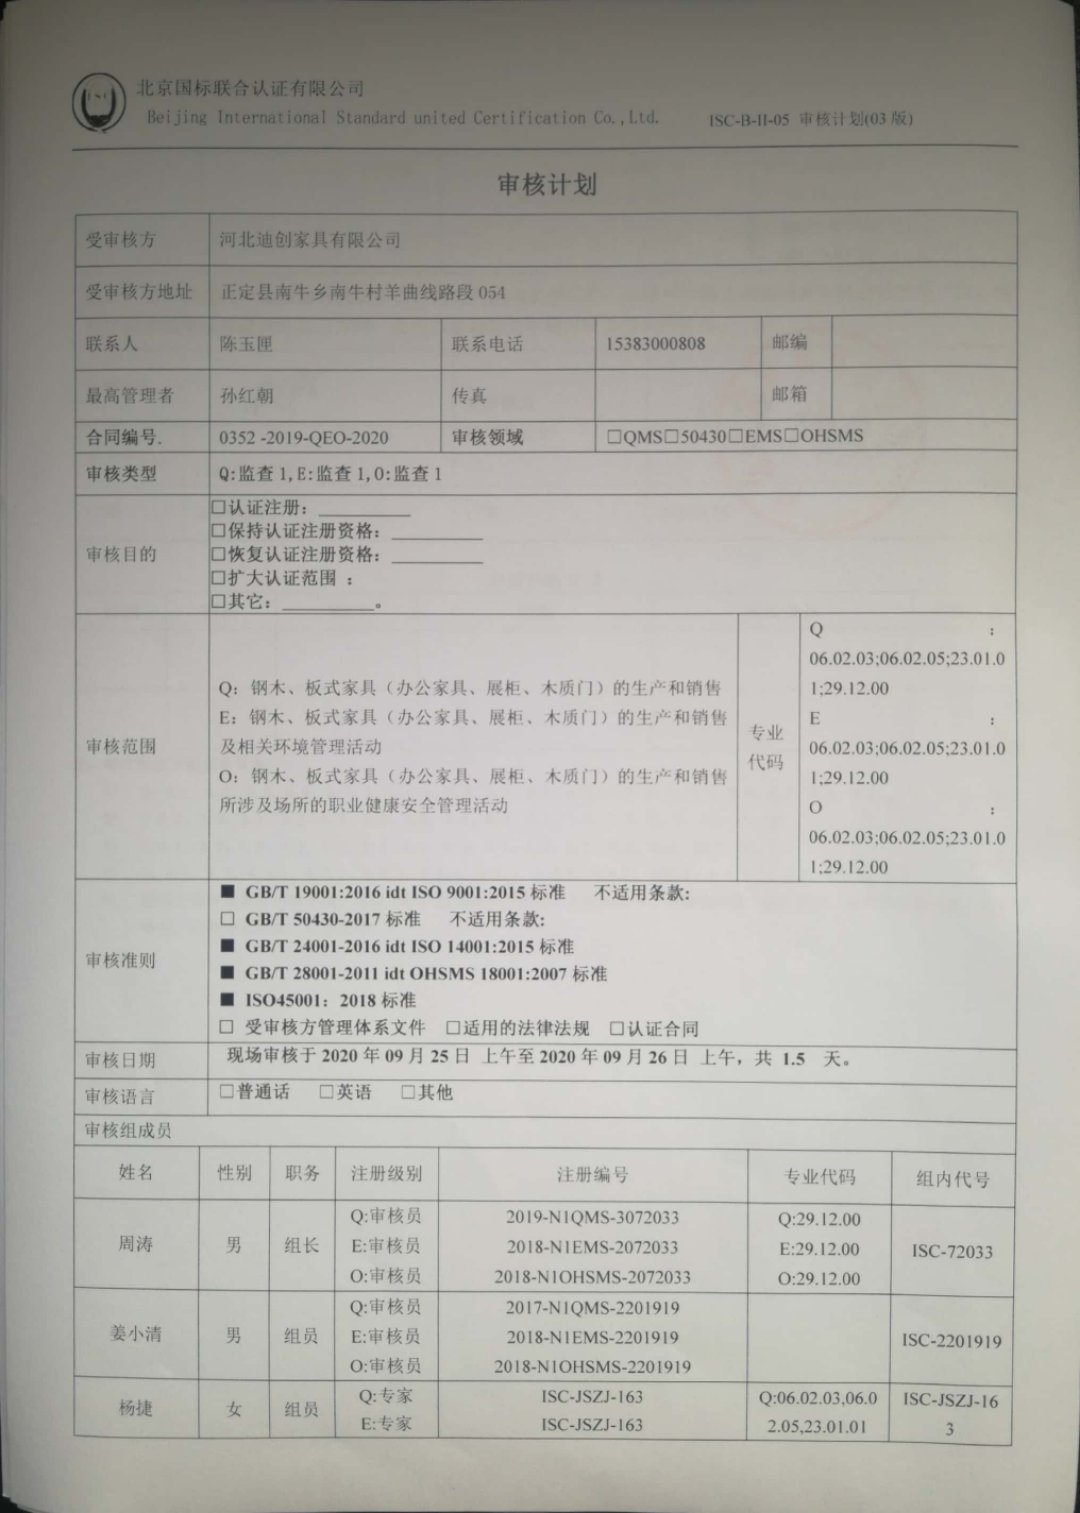 北京国标联合认证有限公司
Beijing International Standard united Certification Co.,Ltd. ISC-B-II-05 审核计划(03 版)
审核计划
受审核方 河北迪创家具有限公司
受审核方地址 正定县南牛乡南牛村羊曲线路段 054
联系人 陈玉匣 联系电话 15383000808 邮编
最高管理者 孙红朝 传真 邮箱
合同编号. 0352 -2019-QEO-2020 审核领域 □QMS□50430□EMS□OHSMS
审核类型 Q:监查 1,E:监查 1,O:监查 1
审核目的
□认证注册：__________
□保持认证注册资格：__________
□恢复认证注册资格：__________
□扩大认证范围 ：
□其它：__________。
审核范围
Q：钢木、板式家具（办公家具、展柜、木质门）的生产和销售
E：钢木、板式家具（办公家具、展柜、木质门）的生产和销售
及相关环境管理活动
O：钢木、板式家具（办公家具、展柜、木质门）的生产和销售
所涉及场所的职业健康安全管理活动
专业
代码
Q ：
06.02.03;06.02.05;23.01.0
1;29.12.00
E ：
06.02.03;06.02.05;23.01.0
1;29.12.00
O ：
06.02.03;06.02.05;23.01.0
1;29.12.00
审核准则
■ GB/T 19001:2016 idt ISO 9001:2015 标准 不适用条款:
□ GB/T 50430-2017 标准 不适用条款:
■ GB/T 24001-2016 idt ISO 14001:2015 标准
■ GB/T 28001-2011 idt OHSMS 18001:2007 标准
■ ISO45001：2018 标准
□ 受审核方管理体系文件 □适用的法律法规 □认证合同
审核日期 现场审核于 2020 年 09 月 25 日 上午至 2020 年 09 月 26 日 上午，共 1.5 天。
审核语言 □普通话 □英语 □其他
审核组成员
姓名 性别 职务 注册级别 注册编号 专业代码 组内代号
周涛 男 组长 ISC-72033
Q:审核员 2019-N1QMS-3072033 Q:29.12.00
E:审核员 2018-N1EMS-2072033 E:29.12.00
O:审核员 2018-N1OHSMS-2072033 O:29.12.00
姜小清 男 组员 ISC-2201919
Q:审核员 2017-N1QMS-2201919
E:审核员 2018-N1EMS-2201919
O:审核员 2018-N1OHSMS-2201919
杨捷 女 组员
Q:专家 ISC-JSZJ-163 Q:06.02.03,06.0 ISC-JSZJ-16
E:专家 ISC-JSZJ-163 2.05,23.01.01 3